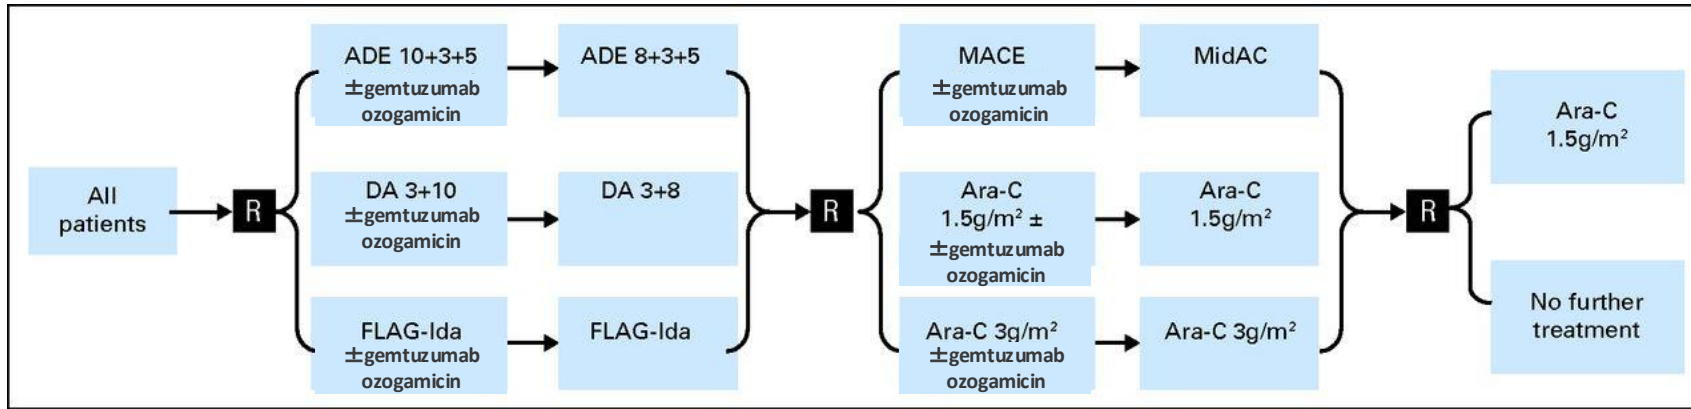 All
patients
R
ADE 10+3+5
±gemtuzumab
ozogamicin
ADE 8+3+5
DA 3+10
±gemtuzumab
ozogamicin
DA 3+8
FLAG-Ida
±gemtuzumab
ozogamicin
FLAG-Ida
R
MACE
±gemtuzumab
ozogamicin
MidAC
Ara-C
1.5g/m² ±
±gemtuzumab
ozogamicin
Ara-C
1.5g/m²
Ara-C 3g/m²
±gemtuzumab
ozogamicin
Ara-C 3g/m²
R
Ara-C
1.5g/m²
No further
treatment